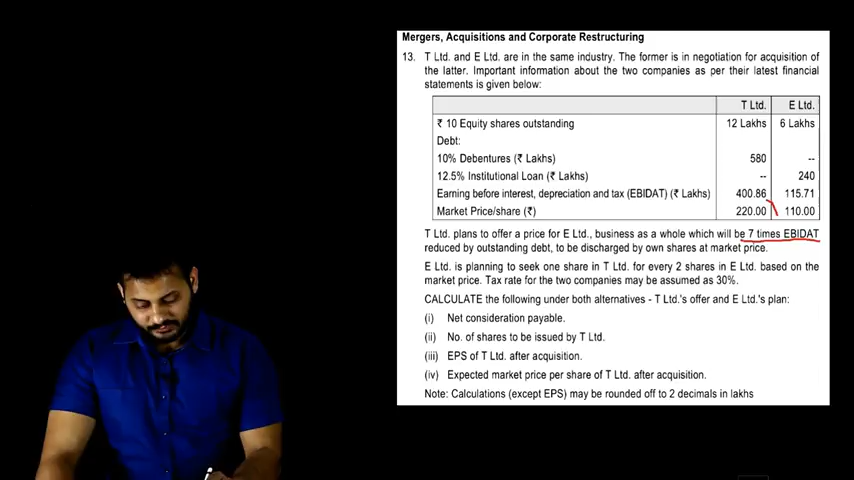 Mergers, Acquisitions and Corporate Restructuring
13. T Ltd. and E Ltd. are in the same industry. The former is in negotiation for acquisition of
the latter. Important information about the two companies as per their latest financial
statements is given below:
T Ltd. E Ltd.
₹ 10 Equity shares outstanding 12 Lakhs 6 Lakhs
Debt:
10% Debentures (₹ Lakhs) 580 --
12.5% Institutional Loan (₹ Lakhs) -- 240
Earning before interest, depreciation and tax (EBIDAT) (₹ Lakhs) 400.86 115.71
Market Price/share (₹) 220.00 110.00
T Ltd. plans to offer a price for E Ltd., business as a whole which will be 7 times EBIDAT
reduced by outstanding debt, to be discharged by own shares at market price.
E Ltd. is planning to seek one share in T Ltd. for every 2 shares in E Ltd. based on the
market price. Tax rate for the two companies may be assumed as 30%.
CALCULATE the following under both alternatives - T Ltd.'s offer and E Ltd.'s plan:
(i) Net consideration payable.
(ii) No. of shares to be issued by T Ltd.
(iii) EPS of T Ltd. after acquisition.
(iv) Expected market price per share of T Ltd. after acquisition.
Note: Calculations (except EPS) may be rounded off to 2 decimals in lakhs